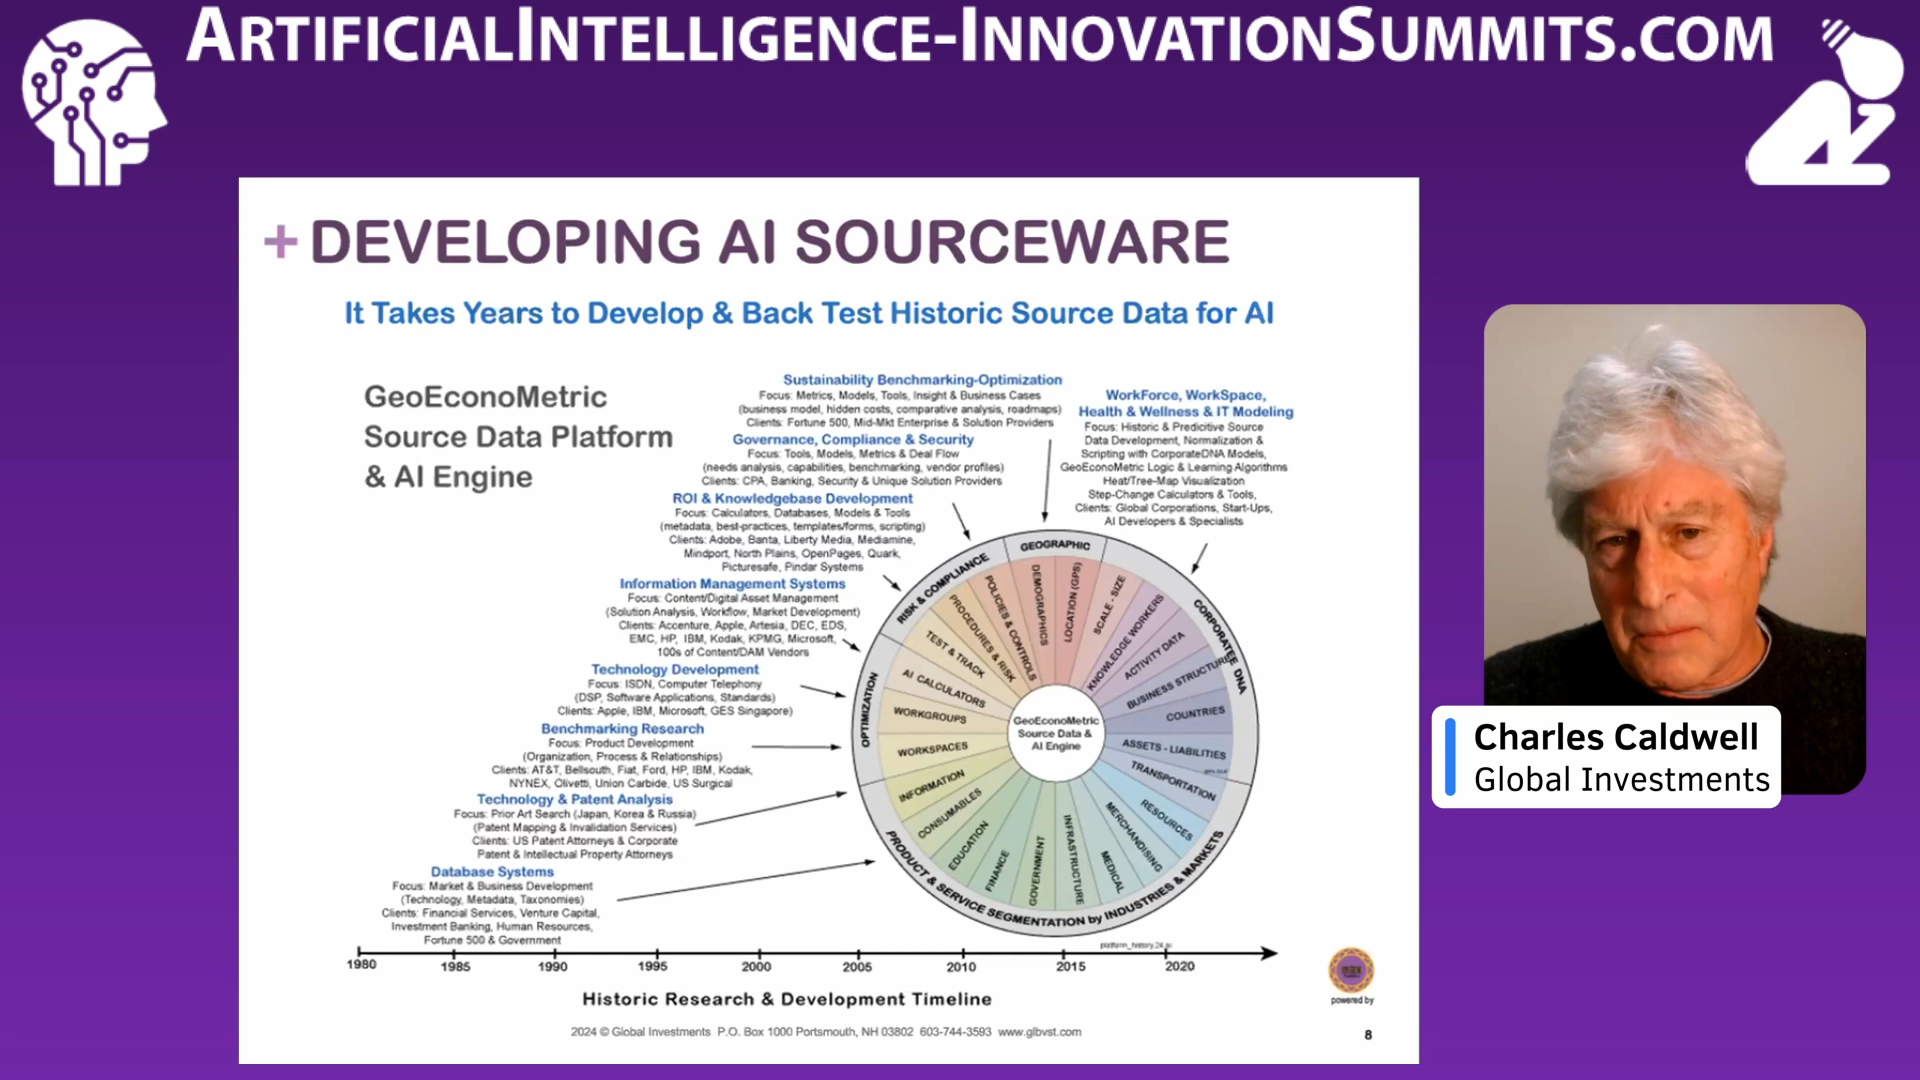 ARTIFICIALINTELLIGENCE-INNOVATIONSUMMITS.COM
+ DEVELOPING AI SOURCEWARE
It Takes Years to Develop & Back Test Historic Source Data for AI
GeoEconoMetric
Source Data Platform
& AI Engine
Sustainability Benchmarking-Optimization
Focus: Metrics, Models, Tools, Insight & Business Cases
(business model, hidden costs, comparative analysis, roadmaps)
Clients: Fortune 500, Mid-Mkt Enterprise & Solution Providers
WorkForce, WorkSpace,
Health & Wellness & IT Modeling
Focus: Historic & Predicitive Source
Data Development, Normalization &
Scripting with CorporateDNA Models,
GeoEconoMetric Logic & Learning Algorithms
Heat/Tree-Map Visualization
Step-Change Calculators & Tools,
Clients: Global Corporations, Start-Ups,
AI Developers & Specialists
Governance, Compliance & Security
Focus: Tools, Models, Metrics & Deal Flow
(needs analysis, capabilities, benchmarking, vendor profiles)
Clients: CPA, Banking, Security & Unique Solution Providers
ROI & Knowledgebase Development
Focus: Calculators, Databases, Models & Tools
(metadata, best-practices, templates/forms, scripting)
Clients: Adobe, Banta, Liberty Media, Mediamine,
Mindport, North Plains, OpenPages, Quark,
Picturesafe, Pindar Systems
Information Management Systems
Focus: Content/Digital Asset Management
(Solution Analysis, Workflow, Market Development)
Clients: Accenture, Apple, Artesia, DEC, EDS,
EMC, HP, IBM, Kodak, KPMG, Microsoft,
100s of Content/DAM Vendors
Technology Development
Focus: ISDN, Computer Telephony
(DSP, Software Applications, Standards)
Clients: Apple, IBM, Microsoft, GES Singapore)
Benchmarking Research
Focus: Product Development
(Organization, Process & Relationships)
Clients: AT&T, Bellsouth, Fiat, Ford, HP, IBM, Kodak,
NYNEX, Olivetti, Union Carbide, US Surgical
Technology & Patent Analysis
Focus: Prior Art Search (Japan, Korea & Russia)
(Patent Mapping & Invalidation Services)
Clients: US Patent Attorneys & Corporate
Patent & Intellectual Property Attorneys
Database Systems
Focus: Market & Business Development
(Technology, Metadata, Taxonomies)
Clients: Financial Services, Venture Capital,
Investment Banking, Human Resources,
Fortune 500 & Government
GEOGRAPHIC
CORPORATE DNA
PRODUCT & SERVICE SEGMENTATION by INDUSTRIES & MARKETS
OPTIMIZATION
RISK & COMPLIANCE
DEMOGRAPHICS
LOCATION (GPS)
SCALE - SIZE
KNOWLEDGE WORKERS
ACTIVITY DATA
BUSINESS STRUCTURE
COUNTRIES
ASSETS - LIABILITIES
TRANSPORTATION
RESOURCES
MERCHANDISING
MEDICAL
INFRASTRUCTURE
GOVERNMENT
FINANCE
EDUCATION
CONSUMABLES
INFORMATION
WORKSPACES
WORKGROUPS
AI CALCULATORS
TEST & TRACK
PROCEDURES & RISK
POLICIES & CONTROLS
GeoEconoMetric
Source Data &
AI Engine
platform_history.24.ai
1980 1985 1990 1995 2000 2005 2010 2015 2020
Historic Research & Development Timeline
powered by
2024 © Global Investments P.O. Box 1000 Portsmouth, NH 03802 603-744-3593 www.glbvst.com
8
Charles Caldwell
Global Investments